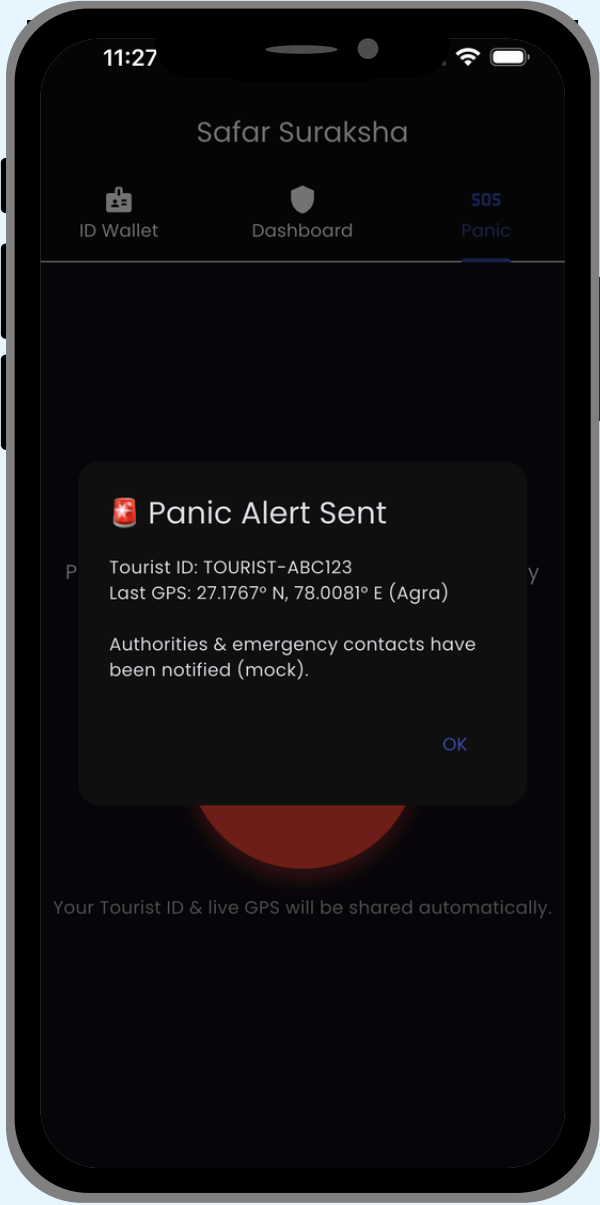 11:27
Safar Suraksha
ID Wallet
Dashboard
SOS
Panic
🚨 Panic Alert Sent
Tourist ID: TOURIST-ABC123
Last GPS: 27.1767° N, 78.0081° E (Agra)
P
y
Authorities & emergency contacts have
been notified (mock).
OK
Your Tourist ID & live GPS will be shared automatically.